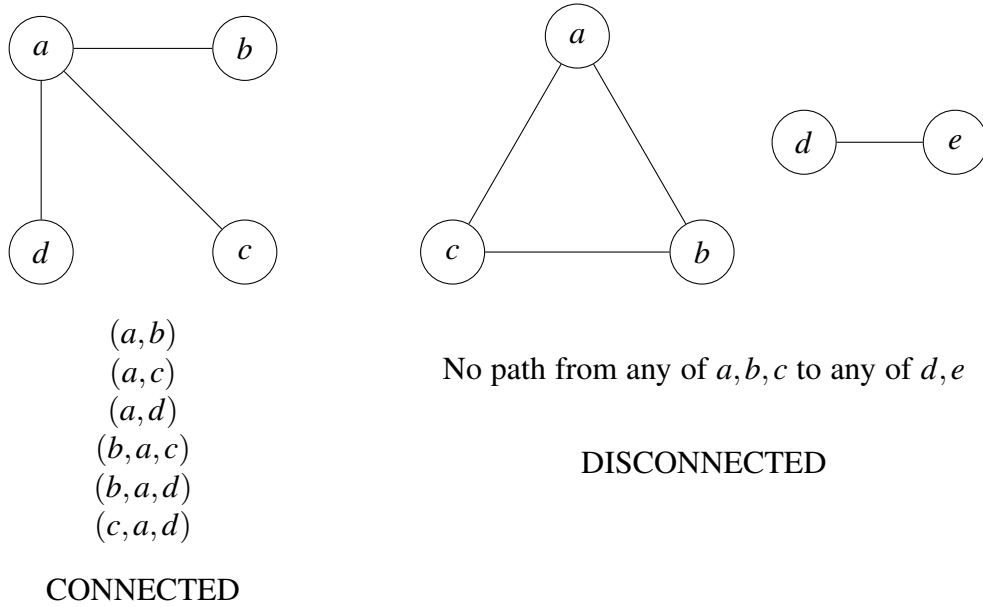 a
b
d
c
(a,b)
(a,c)
(a,d)
(b,a,c)
(b,a,d)
(c,a,d)
CONNECTED
a
d
e
c
b
No path from any of a,b,c to any of d,e
DISCONNECTED